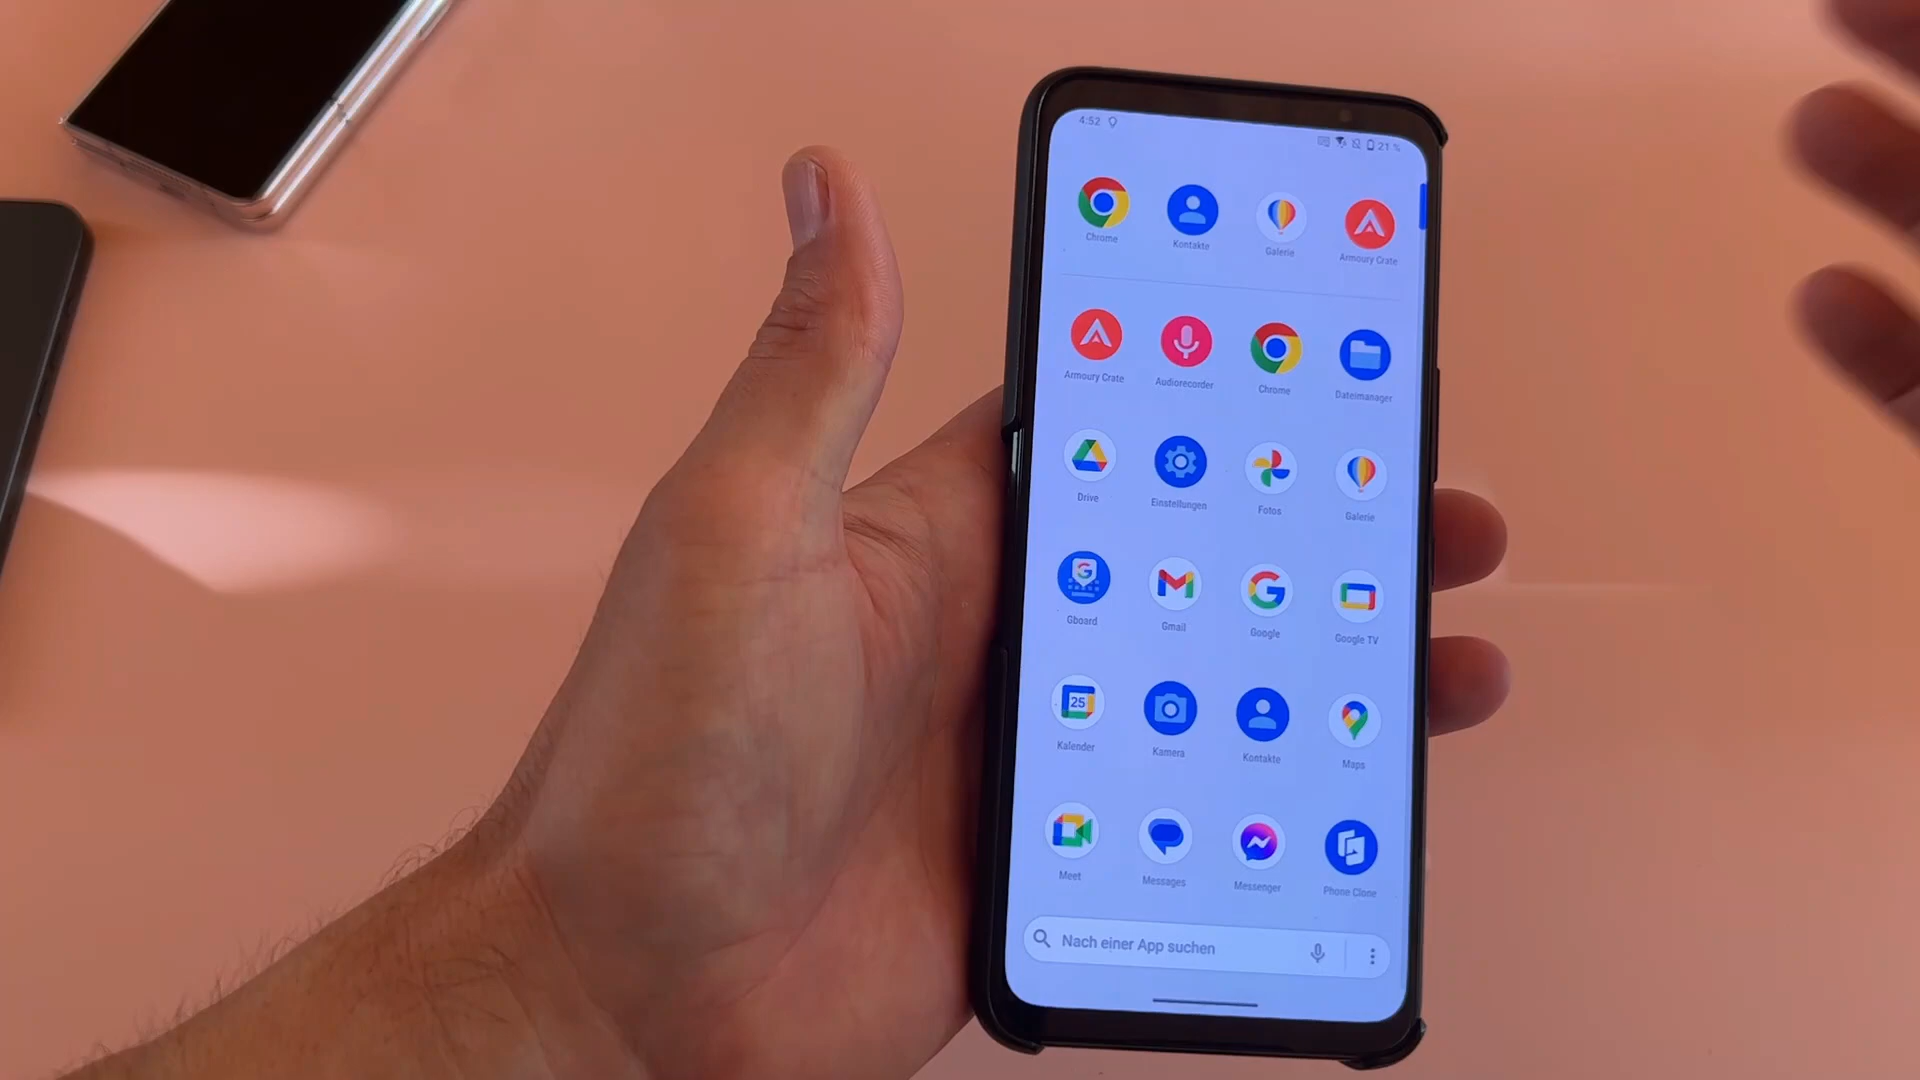 4:52
21 %
Chrome
Kontakte
Galerie
Armoury Crate
Armoury Crate
Audiorecorder
Chrome
Dateimanager
Drive
Einstellungen
Fotos
Galerie
Gboard
Gmail
Google
Google TV
25
Kalender
Kamera
Kontakte
Maps
Meet
Messages
Messenger
Phone Clone
Nach einer App suchen